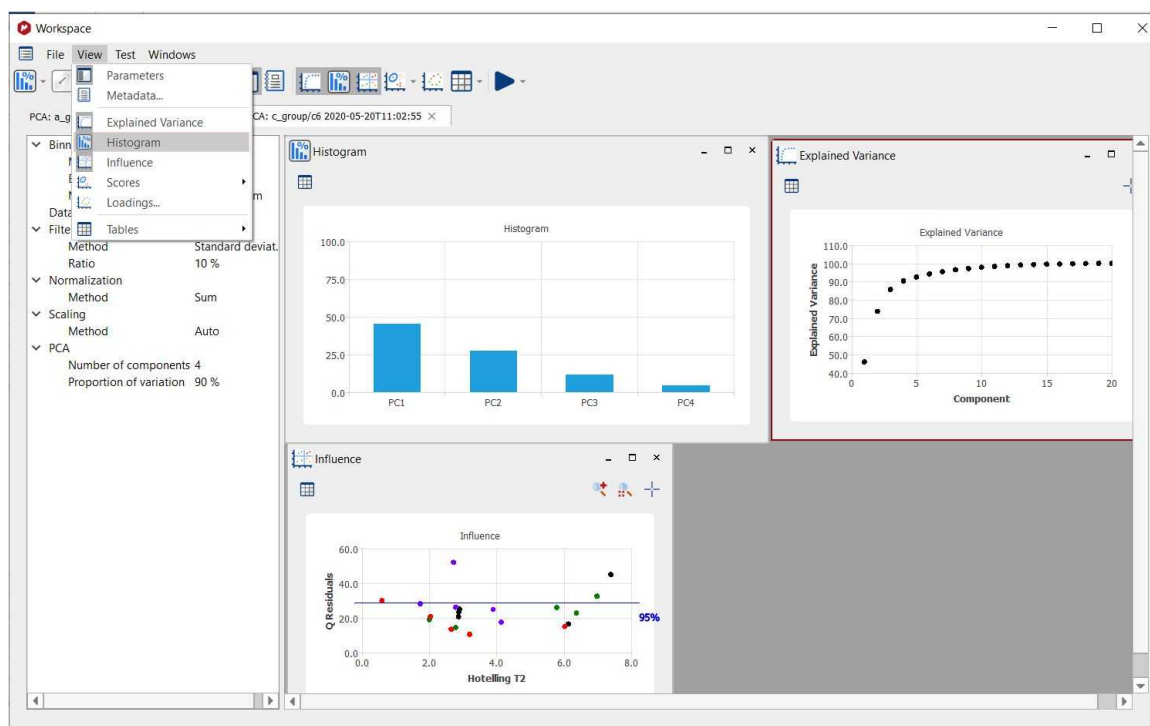 Workspace
File View Test Windows
Parameters
Metadata...
Explained Variance
Histogram
Influence
Scores
Loadings...
Tables
PCA: a_g
CA: c_group/c6 2020-05-20T11:02:55
Binn
m
Data
Filte
Method Standard deviat.
Ratio 10 %
Normalization
Method Sum
Scaling
Method Auto
PCA
Number of components 4
Proportion of variation 90 %
Histogram
Histogram
100.0
75.0
50.0
25.0
0.0
PC1 PC2 PC3 PC4
Explained Variance
Explained Variance
Explained Variance
110.0
100.0
90.0
80.0
70.0
60.0
50.0
40.0
0 5 10 15 20
Component
Influence
Influence
Q Residuals
60.0
40.0
20.0
0.0
95%
0.0 2.0 4.0 6.0 8.0
Hotelling T2